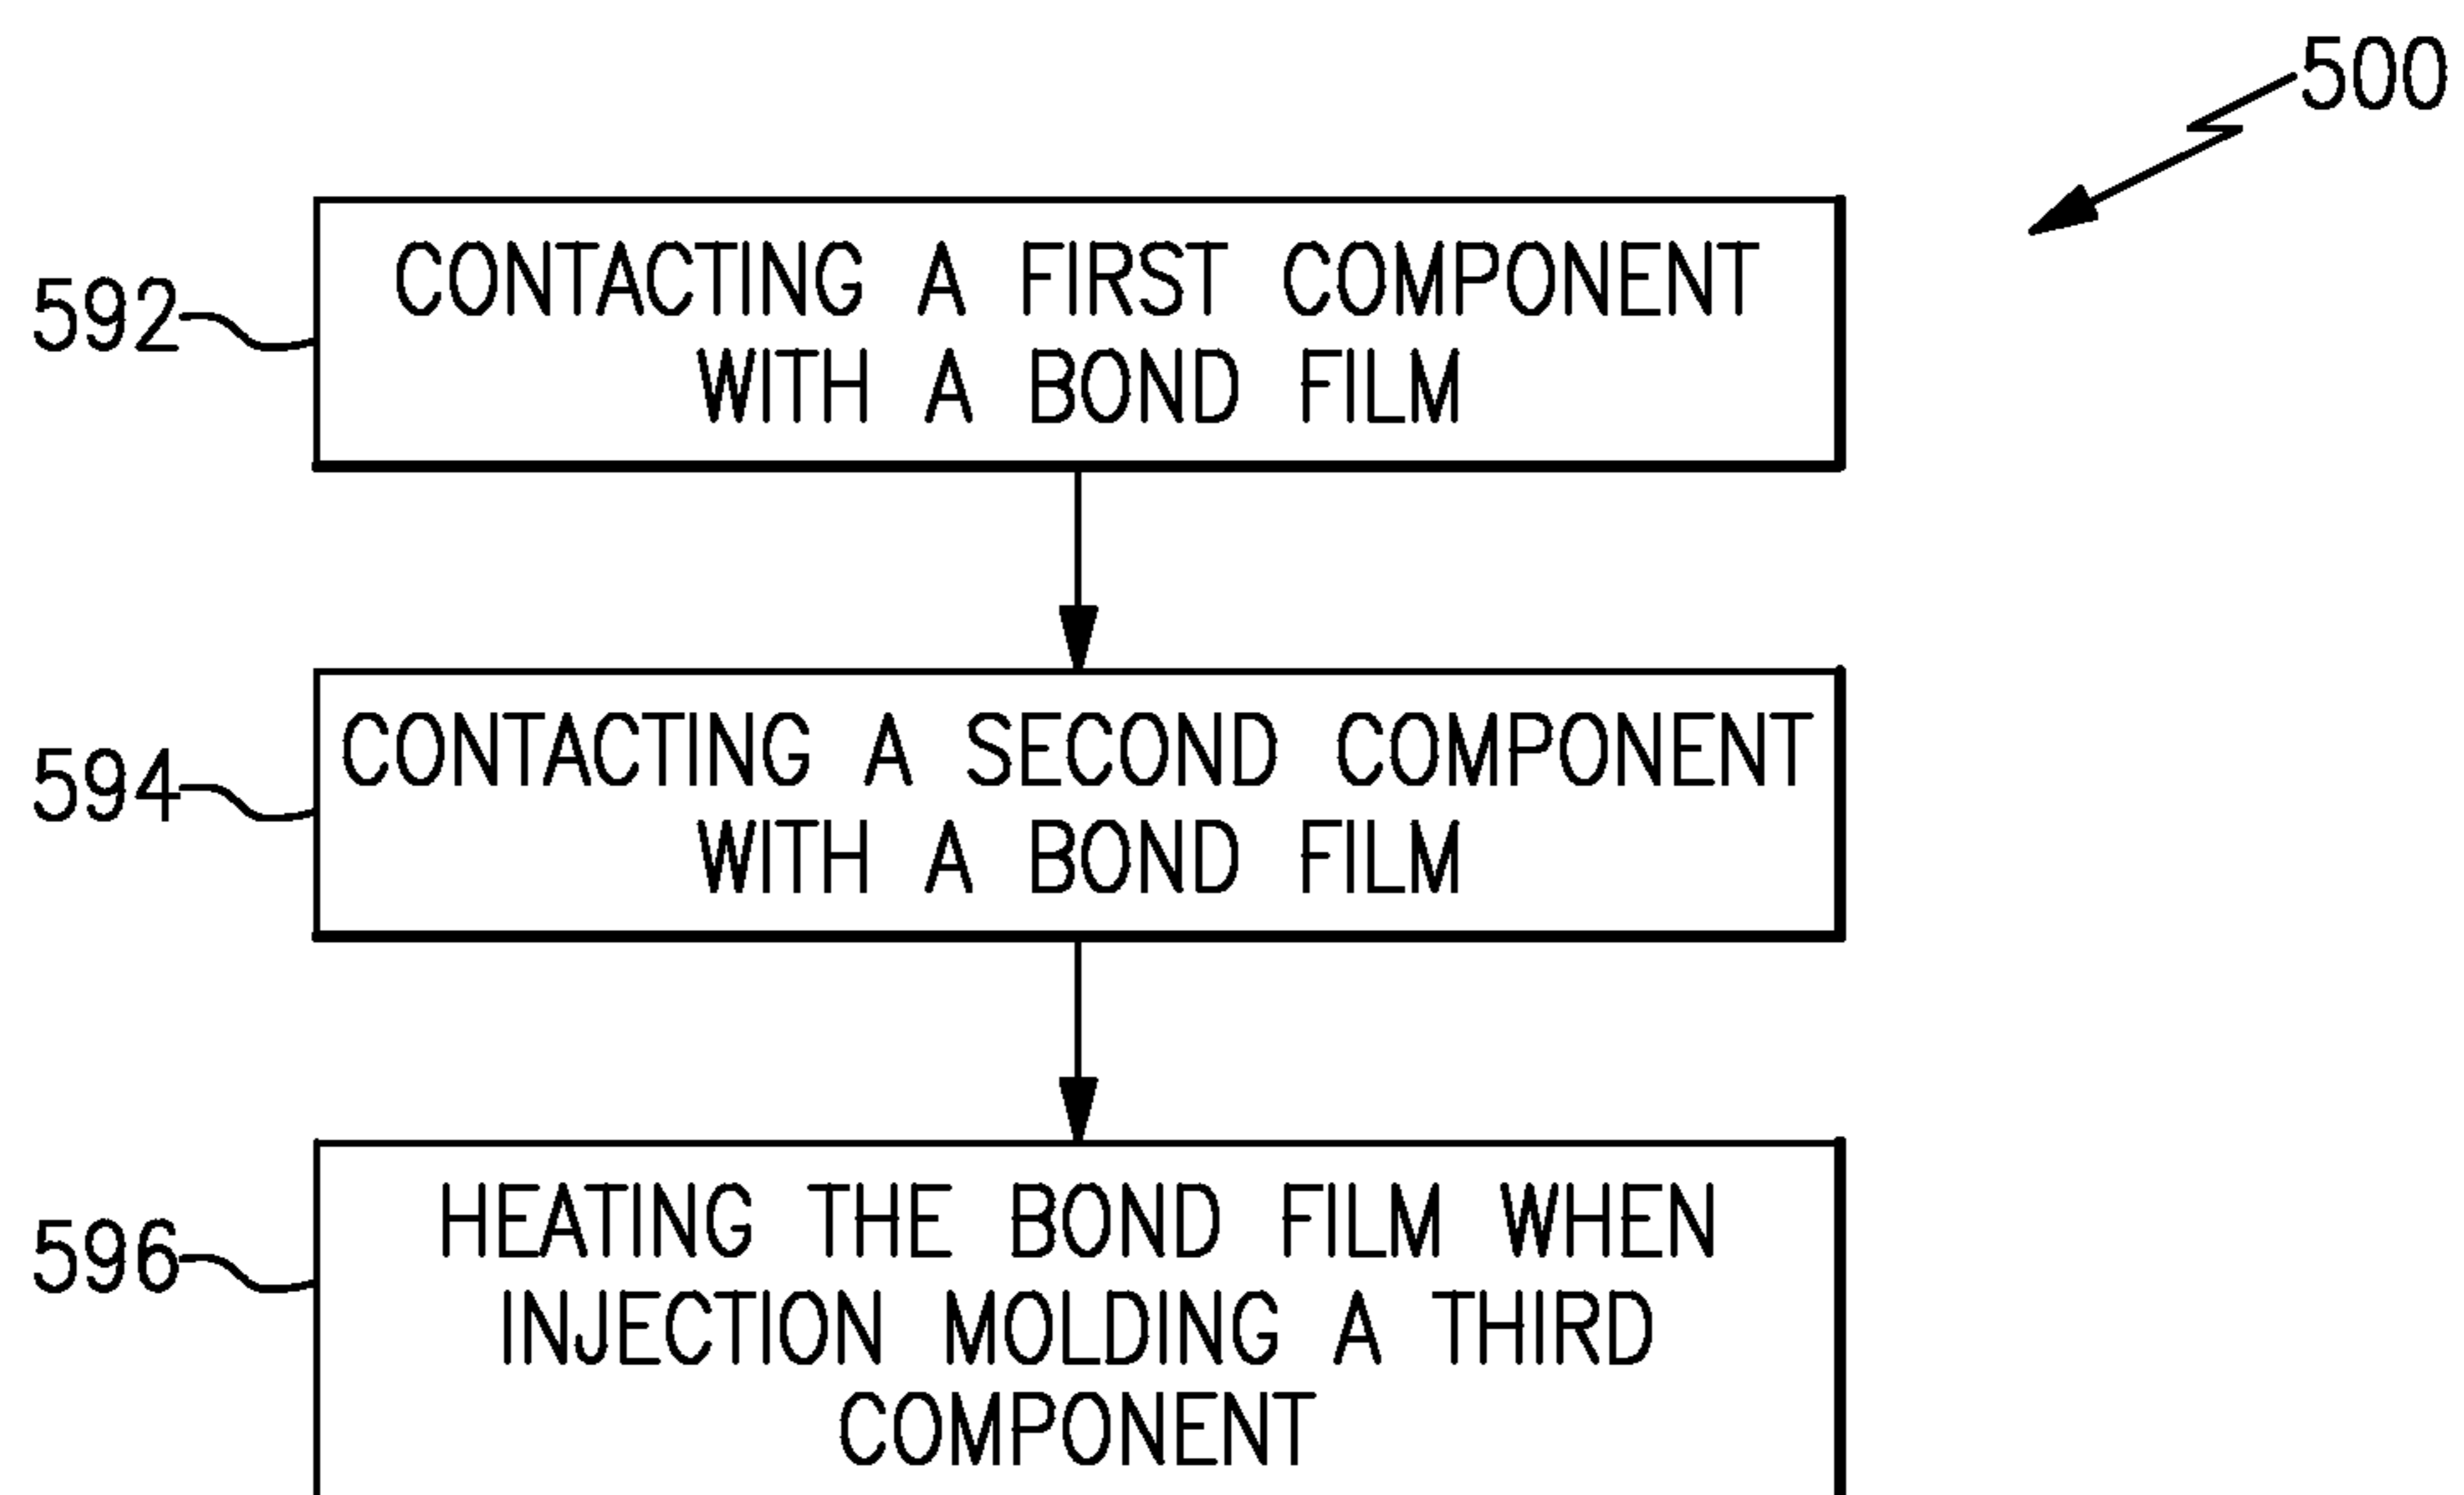 500
592
CONTACTING A FIRST COMPONENT
WITH A BOND FILM
594
CONTACTING A SECOND COMPONENT
WITH A BOND FILM
596
HEATING THE BOND FILM WHEN
INJECTION MOLDING A THIRD
COMPONENT